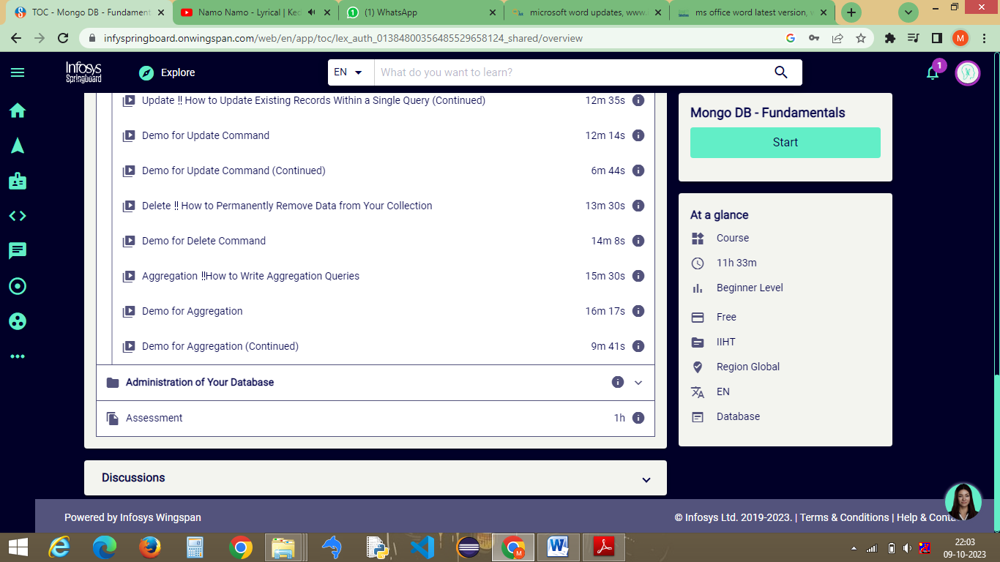 TOC - Mongo DB - Fundament
Namo Namo - Lyrical | Ked
(1) WhatsApp
microsoft word updates, www.
ms office word latest version, w
infyspringboard.onwingspan.com/web/en/app/toc/lex_auth_01384800356485529658124_shared/overview
M
Infosys
Springboard
Explore
EN
What do you want to learn?
1
Update !! How to Update Existing Records Within a Single Query (Continued) 12m 35s
Demo for Update Command 12m 14s
Demo for Update Command (Continued) 6m 44s
Delete !! How to Permanently Remove Data from Your Collection 13m 30s
Demo for Delete Command 14m 8s
Aggregation !!How to Write Aggregation Queries 15m 30s
Demo for Aggregation 16m 17s
Demo for Aggregation (Continued) 9m 41s
Administration of Your Database
Assessment 1h
Discussions
Mongo DB - Fundamentals
Start
At a glance
Course
11h 33m
Beginner Level
Free
IIHT
Region Global
EN
Database
Powered by Infosys Wingspan
© Infosys Ltd. 2019-2023. | Terms & Conditions | Help & Conta
22:03
09-10-2023